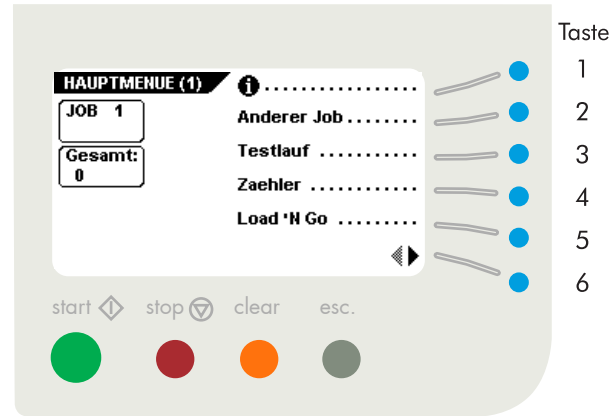 Taste
HAUPTMENUE (1)
i..................
1
JOB 1
Anderer Job........
2
Gesamt:
0
Testlauf ...........
3
Zaehler ............
4
Load 'N Go .........
5
6
start stop clear esc.